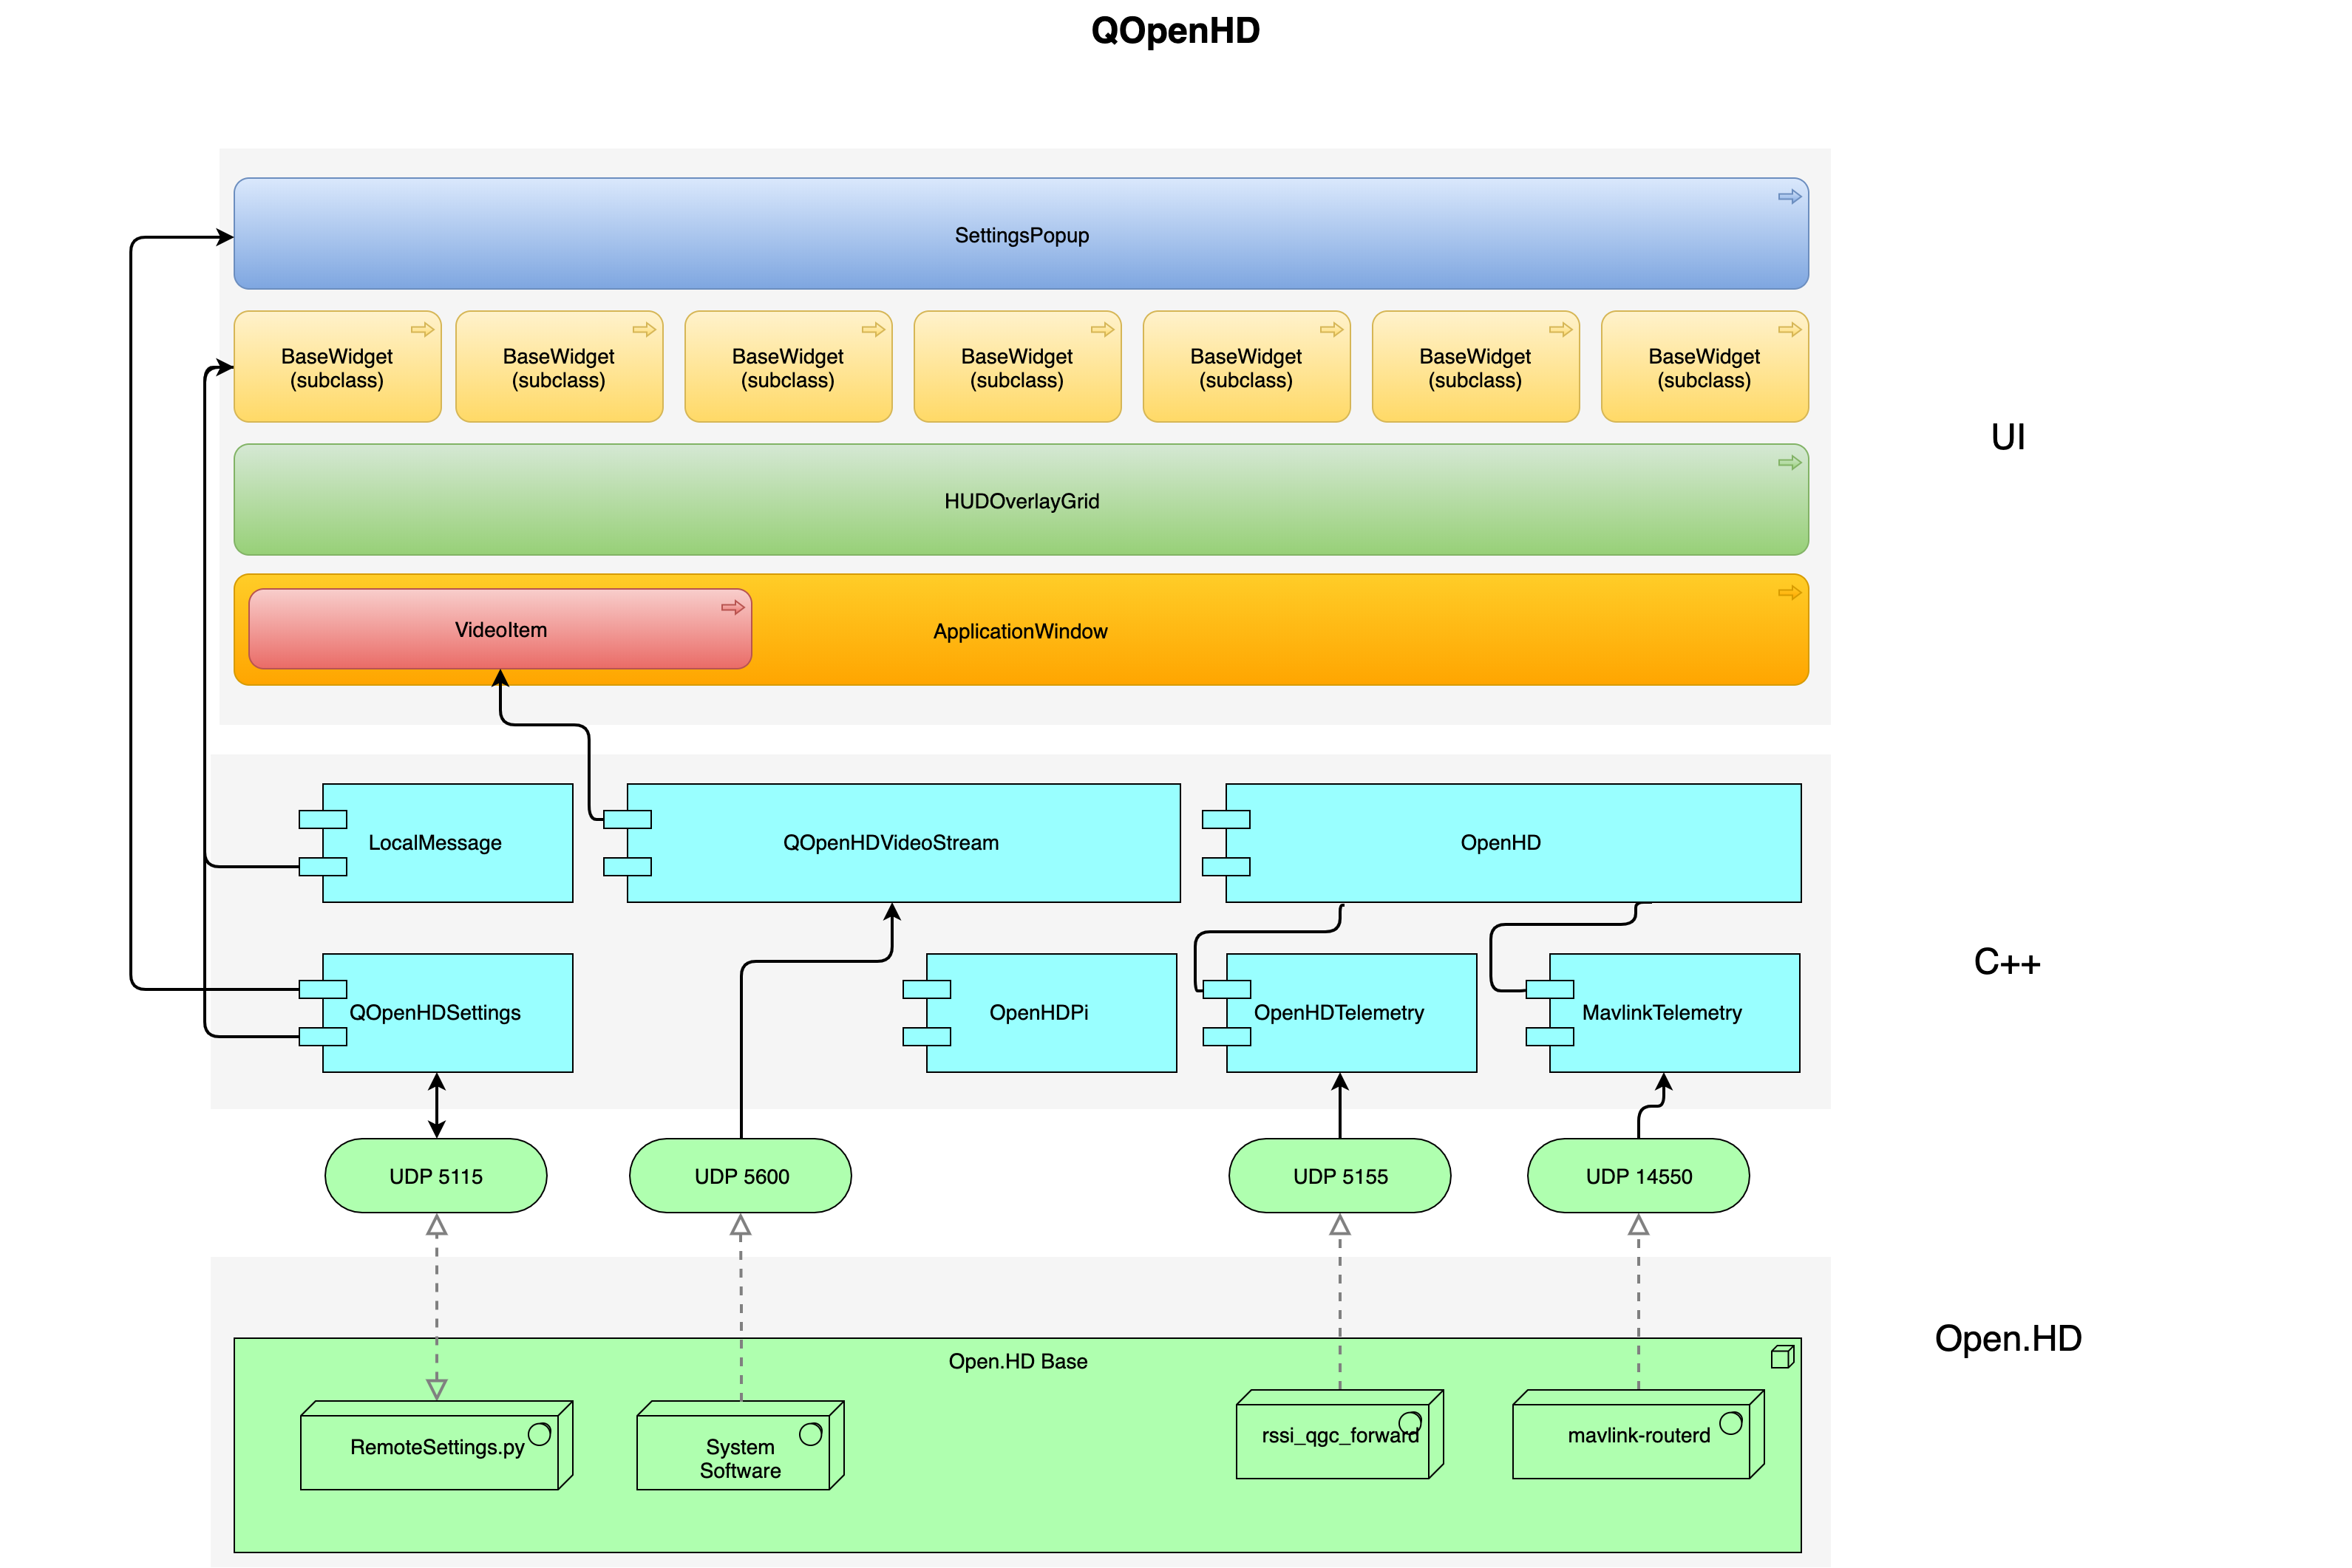 QOpenHD
SettingsPopup
BaseWidget
(subclass)
BaseWidget
(subclass)
BaseWidget
(subclass)
BaseWidget
(subclass)
BaseWidget
(subclass)
BaseWidget
(subclass)
BaseWidget
(subclass)
UI
HUDOverlayGrid
VideoItem
ApplicationWindow
LocalMessage
QOpenHDVideoStream
OpenHD
C++
QOpenHDSettings
OpenHDPi
OpenHDTelemetry
MavlinkTelemetry
UDP 5115
UDP 5600
UDP 5155
UDP 14550
Open.HD
Open.HD Base
RemoteSettings.py
System
Software
rssi_qgc_forward
mavlink-routerd